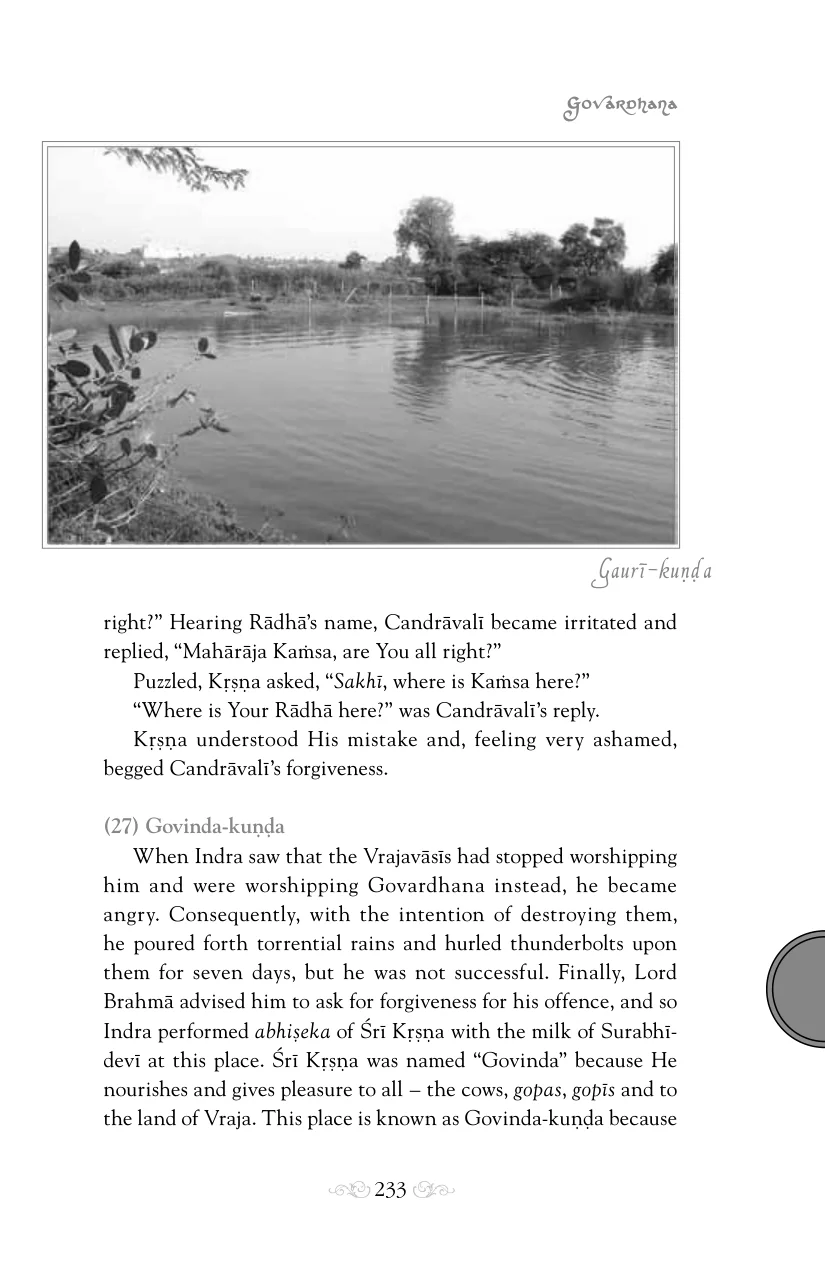 Govardhana
Gaurī-kuṇḍa
right?” Hearing Rādhā’s name, Candrāvalī became irritated and
replied, “Mahārāja Kaṁsa, are You all right?”
Puzzled, Kṛṣṇa asked, “Sakhī, where is Kaṁsa here?”
“Where is Your Rādhā here?” was Candrāvalī’s reply.
Kṛṣṇa understood His mistake and, feeling very ashamed,
begged Candrāvalī’s forgiveness.
(27) Govinda-kuṇḍa
When Indra saw that the Vrajavāsīs had stopped worshipping
him and were worshipping Govardhana instead, he became
angry. Consequently, with the intention of destroying them,
he poured forth torrential rains and hurled thunderbolts upon
them for seven days, but he was not successful. Finally, Lord
Brahmā advised him to ask for forgiveness for his offence, and so
Indra performed abhiṣeka of Śrī Kṛṣṇa with the milk of Surabhī-
devī at this place. Śrī Kṛṣṇa was named “Govinda” because He
nourishes and gives pleasure to all – the cows, gopas, gopīs and to
the land of Vraja. This place is known as Govinda-kuṇḍa because
233